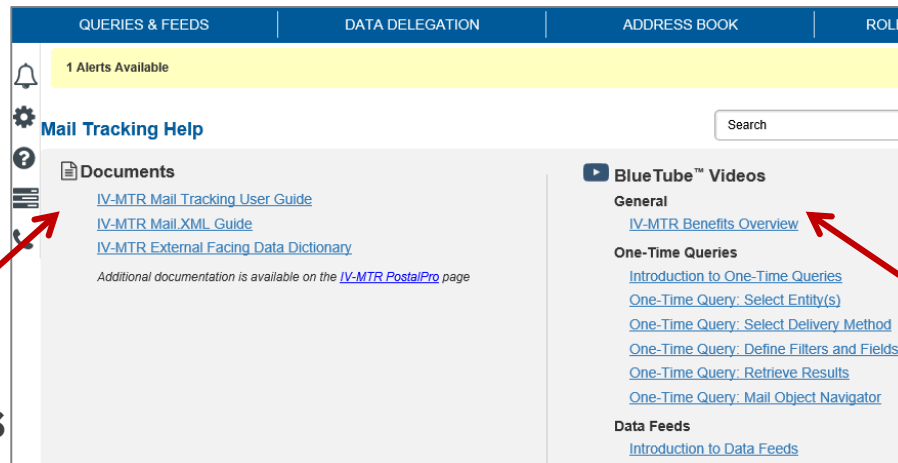 QUERIES & FEEDS DATA DELEGATION ADDRESS BOOK
1 Alerts Available
Mail Tracking Help
Search
Documents
IV-MTR Mail Tracking User Guide
IV-MTR Mail.XML Guide
IV-MTR External Facing Data Dictionary
Additional documentation is available on the IV-MTR PostalPro page
BlueTube™ Videos
General
IV-MTR Benefits Overview
One-Time Queries
Introduction to One-Time Queries
One-Time Query: Select Entity(s)
One-Time Query: Select Delivery Method
One-Time Query: Define Filters and Fields
One-Time Query: Retrieve Results
One-Time Query: Mail Object Navigator
Data Feeds
Introduction to Data Feeds